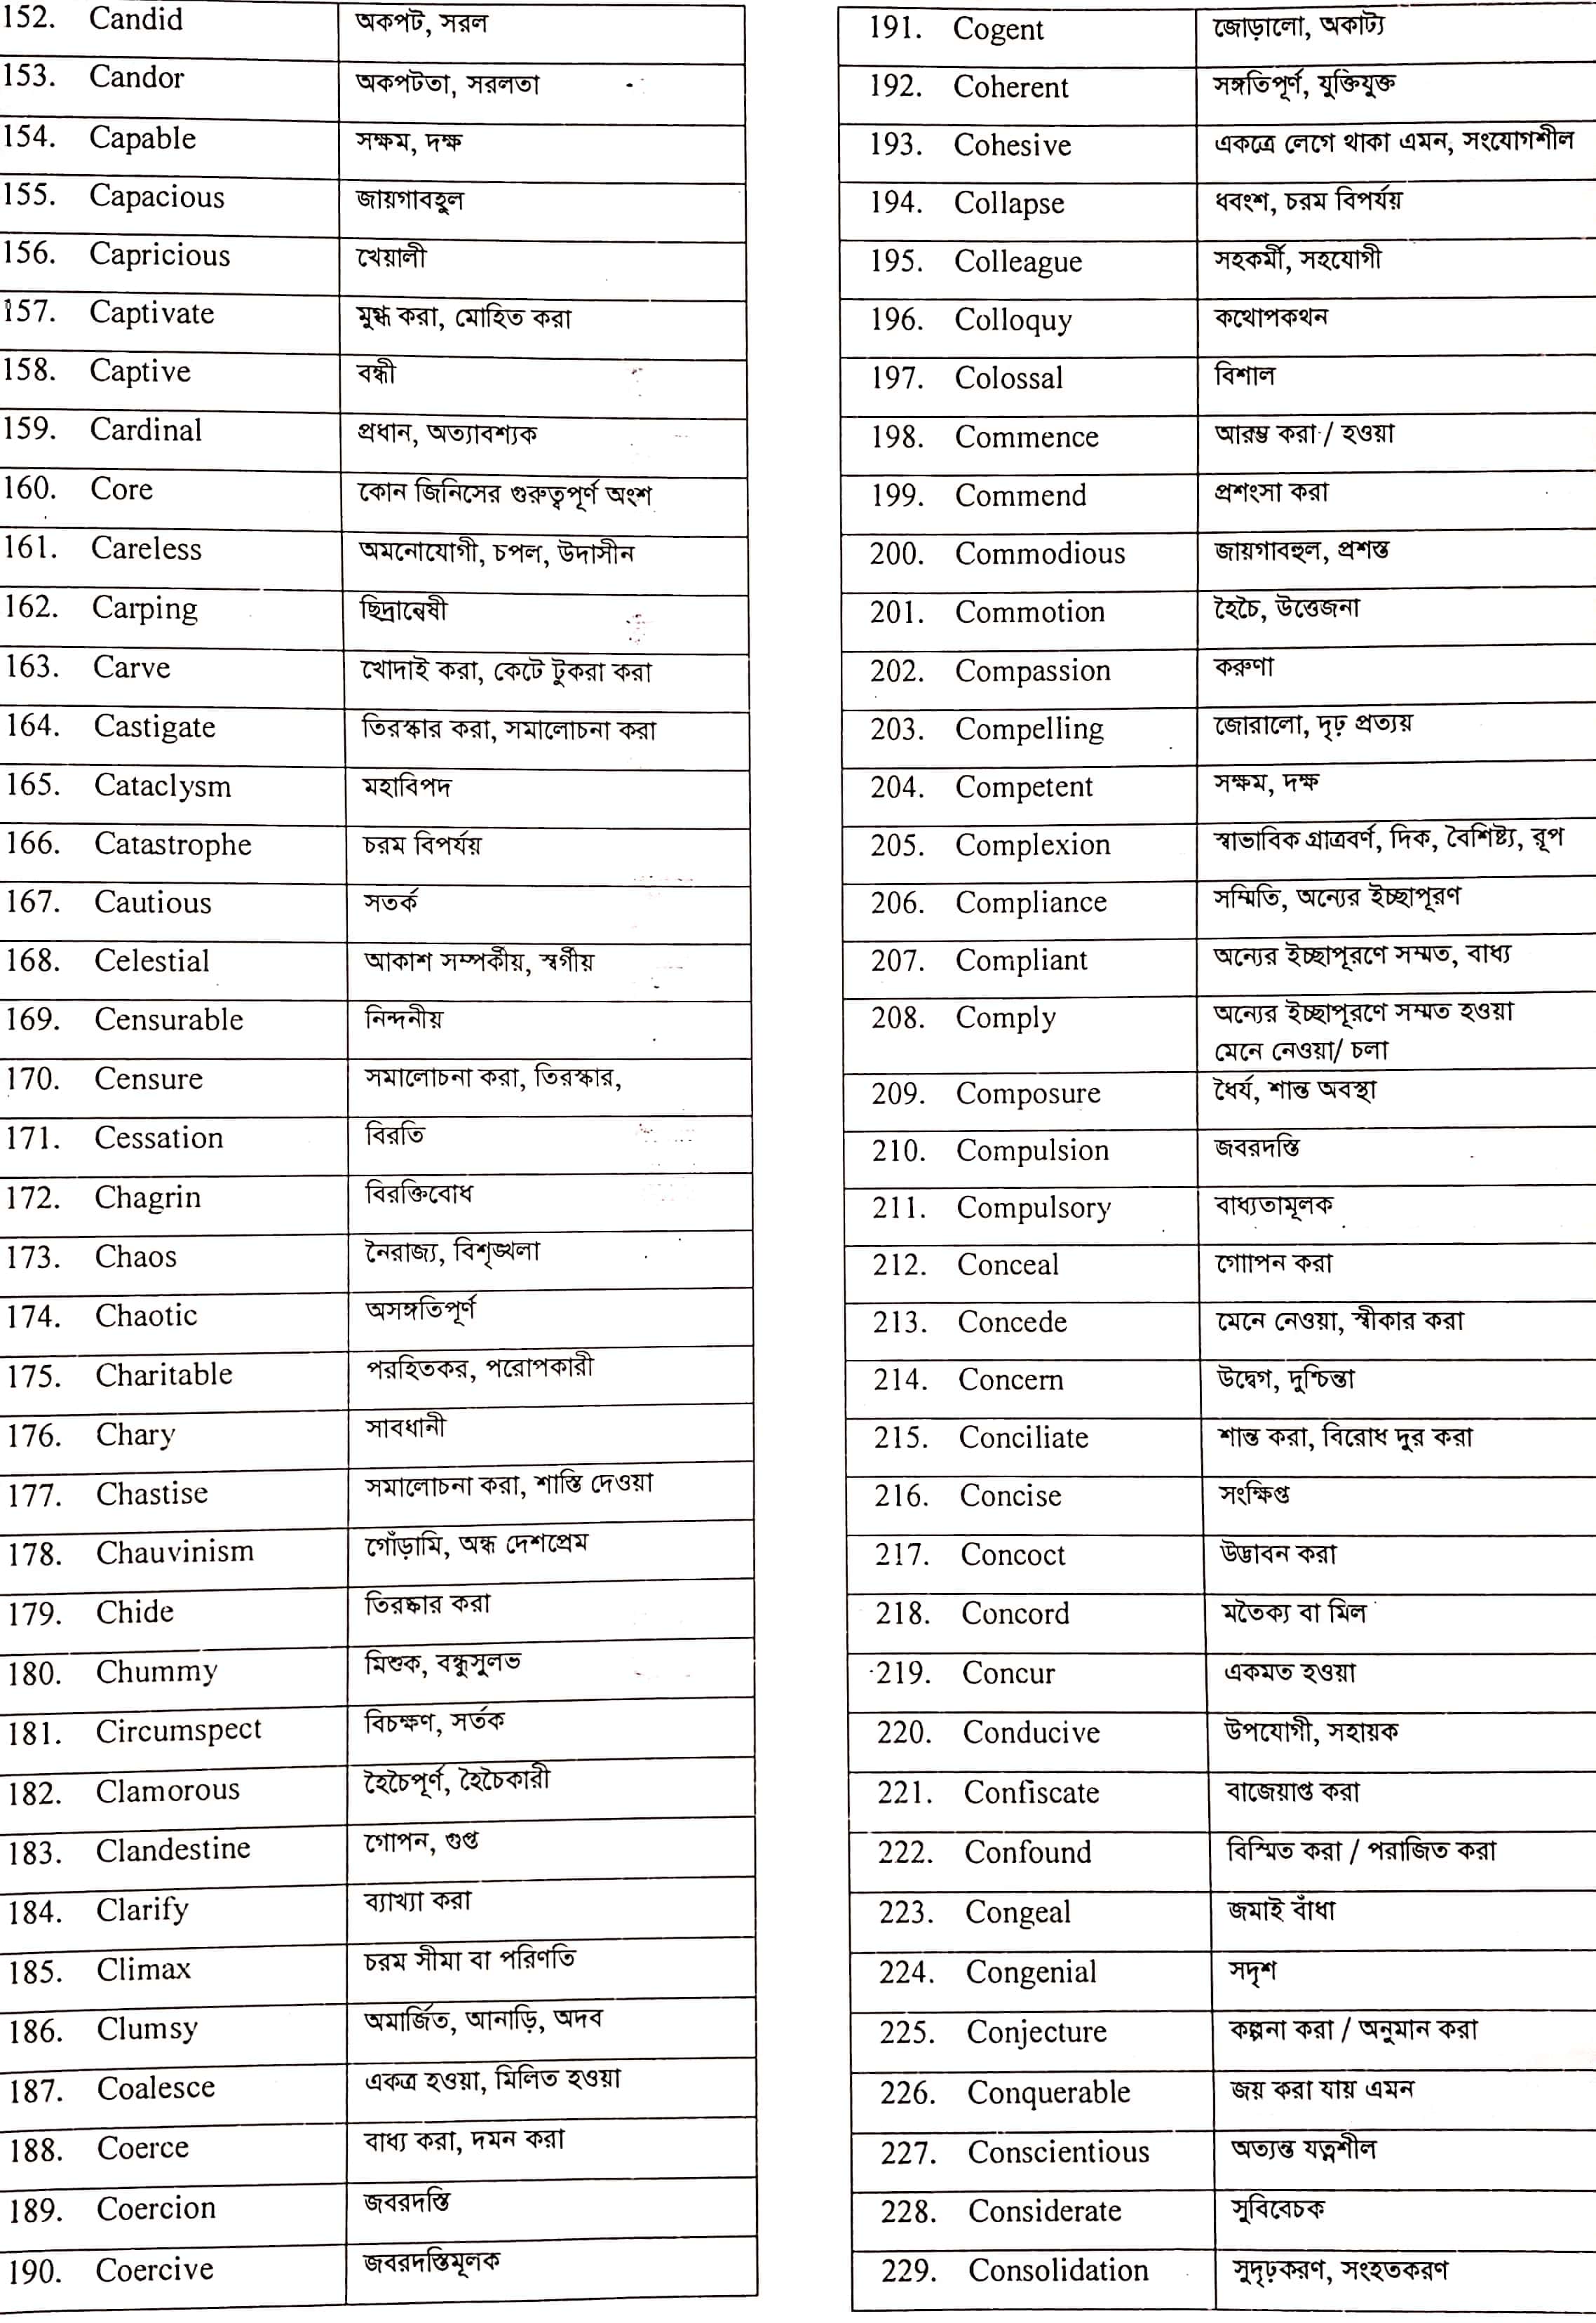 152. Candid অকপট, সরল
153. Candor অকপটতা, সরলতা
154. Capable সক্ষম, দক্ষ
155. Capacious জায়গাবহুল
156. Capricious খেয়ালী
157. Captivate মুগ্ধ করা, মোহিত করা
158. Captive বন্ধী
159. Cardinal প্রধান, অত্যাবশ্যক
160. Core কোন জিনিসের গুরুত্বপূর্ণ অংশ
161. Careless অমনোযোগী, চপল, উদাসীন
162. Carping ছিদ্রান্বেষী
163. Carve খোদাই করা, কেটে টুকরা করা
164. Castigate তিরস্কার করা, সমালোচনা করা
165. Cataclysm মহাবিপদ
166. Catastrophe চরম বিপর্যয়
167. Cautious সতর্ক
168. Celestial আকাশ সম্পর্কীয়, স্বর্গীয়
169. Censurable নিন্দনীয়
170. Censure সমালোচনা করা, তিরস্কার,
171. Cessation বিরতি
172. Chagrin বিরক্তিবোধ
173. Chaos নৈরাজ্য, বিশৃঙ্খলা
174. Chaotic অসঙ্গতিপূর্ণ
175. Charitable পরহিতকর, পরোপকারী
176. Chary সাবধানী
177. Chastise সমালোচনা করা, শাস্তি দেওয়া
178. Chauvinism গোঁড়ামি, অন্ধ দেশপ্রেম
179. Chide তিরষ্কার করা
180. Chummy মিশুক, বন্ধুসুলভ
181. Circumspect বিচক্ষণ, সর্তক
182. Clamorous হৈচৈপূর্ণ, হৈচৈকারী
183. Clandestine গোপন, গুপ্ত
184. Clarify ব্যাখ্যা করা
185. Climax চরম সীমা বা পরিণতি
186. Clumsy অমার্জিত, আনাড়ি, অদব
187. Coalesce একত্র হওয়া, মিলিত হওয়া
188. Coerce বাধ্য করা, দমন করা
189. Coercion জবরদস্তি
190. Coercive জবরদস্তিমূলক
191. Cogent জোড়ালো, অকাট্য
192. Coherent সঙ্গতিপূর্ণ, যুক্তিযুক্ত
193. Cohesive একত্রে লেগে থাকা এমন, সংযোগশীল
194. Collapse ধবংশ, চরম বিপর্যয়
195. Colleague সহকর্মী, সহযোগী
196. Colloquy কথোপকথন
197. Colossal বিশাল
198. Commence আরম্ভ করা / হওয়া
199. Commend প্রশংসা করা
200. Commodious জায়গাবহুল, প্রশস্ত
201. Commotion হৈচৈ, উত্তেজনা
202. Compassion করুণা
203. Compelling জোরালো, দৃঢ় প্রত্যয়
204. Competent সক্ষম, দক্ষ
205. Complexion স্বাভাবিক গ্রাত্রবর্ণ, দিক, বৈশিষ্ট্য, রূপ
206. Compliance সম্মিতি, অন্যের ইচ্ছাপূরণ
207. Compliant অন্যের ইচ্ছাপূরণে সম্মত, বাধ্য
208. Comply অন্যের ইচ্ছাপূরণে সম্মত হওয়া
মেনে নেওয়া/ চলা
209. Composure ধৈর্য, শান্ত অবস্থা
210. Compulsion জবরদস্তি
211. Compulsory বাধ্যতামূলক
212. Conceal গোাপন করা
213. Concede মেনে নেওয়া, স্বীকার করা
214. Concern উদ্বেগ, দুশ্চিন্তা
215. Conciliate শান্ত করা, বিরোধ দুর করা
216. Concise সংক্ষিপ্ত
217. Concoct উদ্ভাবন করা
218. Concord মতৈক্য বা মিল
219. Concur একমত হওয়া
220. Conducive উপযোগী, সহায়ক
221. Confiscate বাজেয়াপ্ত করা
222. Confound বিস্মিত করা / পরাজিত করা
223. Congeal জমাই বাঁধা
224. Congenial সদৃশ
225. Conjecture কল্পনা করা / অনুমান করা
226. Conquerable জয় করা যায় এমন
227. Conscientious অত্যন্ত যত্নশীল
228. Considerate সুবিবেচক
229. Consolidation সুদৃঢ়করণ, সংহতকরণ